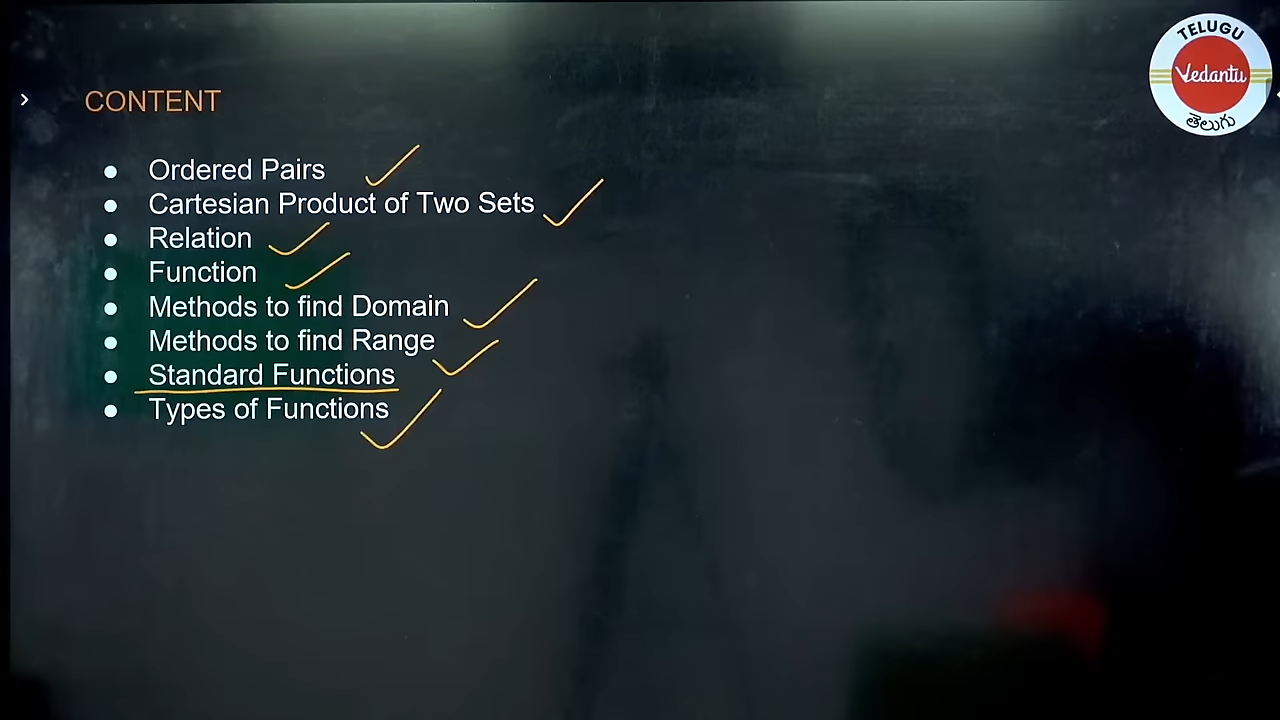 TELUGU
Vedantu
తెలుగు
CONTENT
Ordered Pairs
Cartesian Product of Two Sets
Relation
Function
Methods to find Domain
Methods to find Range
Standard Functions
Types of Functions